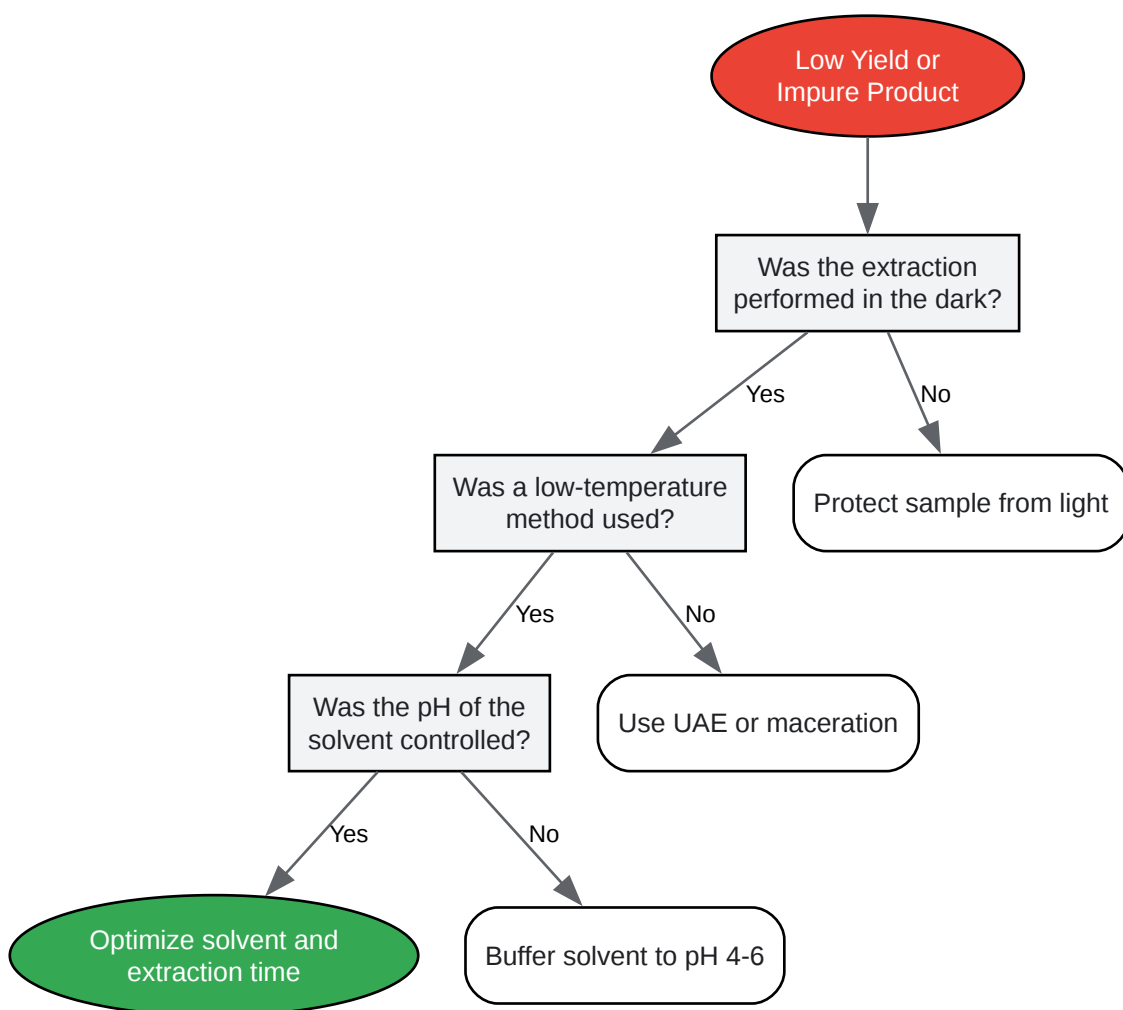 Low Yield or
Impure Product
Was the extraction
performed in the dark?
Yes
No
Was a low-temperature
method used?
Protect sample from light
Yes
No
Was the pH of the
solvent controlled?
Use UAE or maceration
Yes
No
Optimize solvent and
extraction time
Buffer solvent to pH 4-6